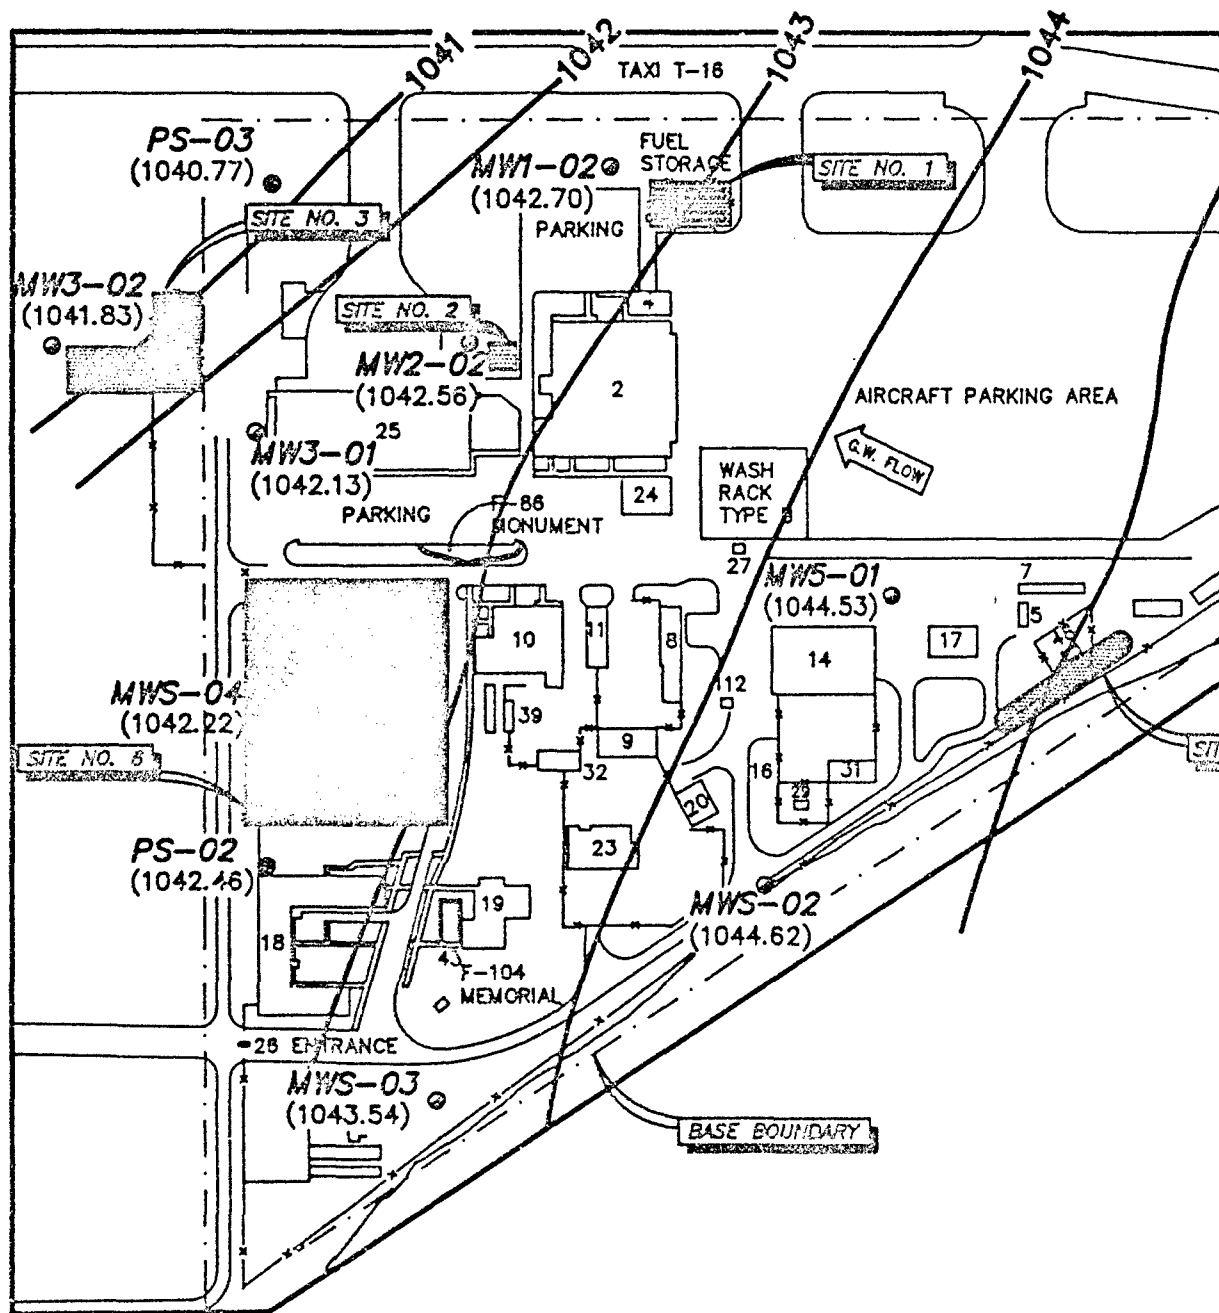 1041
1042
1043
1044
TAXI T-16
PS-03
(1040.77)
MW1-02
(1042.70)
FUEL
STORAGE
SITE NO. 1
SITE NO. 3
PARKING
MW3-02
(1041.83)
SITE NO. 2
4
MW2-02
(1042.56)
2
AIRCRAFT PARKING AREA
25
MW3-01
(1042.13)
G.W. FLOW
WASH
RACK
TYPE
24
PARKING
F-86
MONUMENT
27
MW5-01
(1044.53)
7
5
10
11
8
14
17
MWS-04
(1042.22)
112
39
9
SITE NO. 6
32
16
31
20
PS-02
(1042.46)
23
19
MWS-02
(1044.62)
18
43
F-104
MEMORIAL
26 ENTRANCE
MWS-03
(1043.54)
BASE BOUNDARY